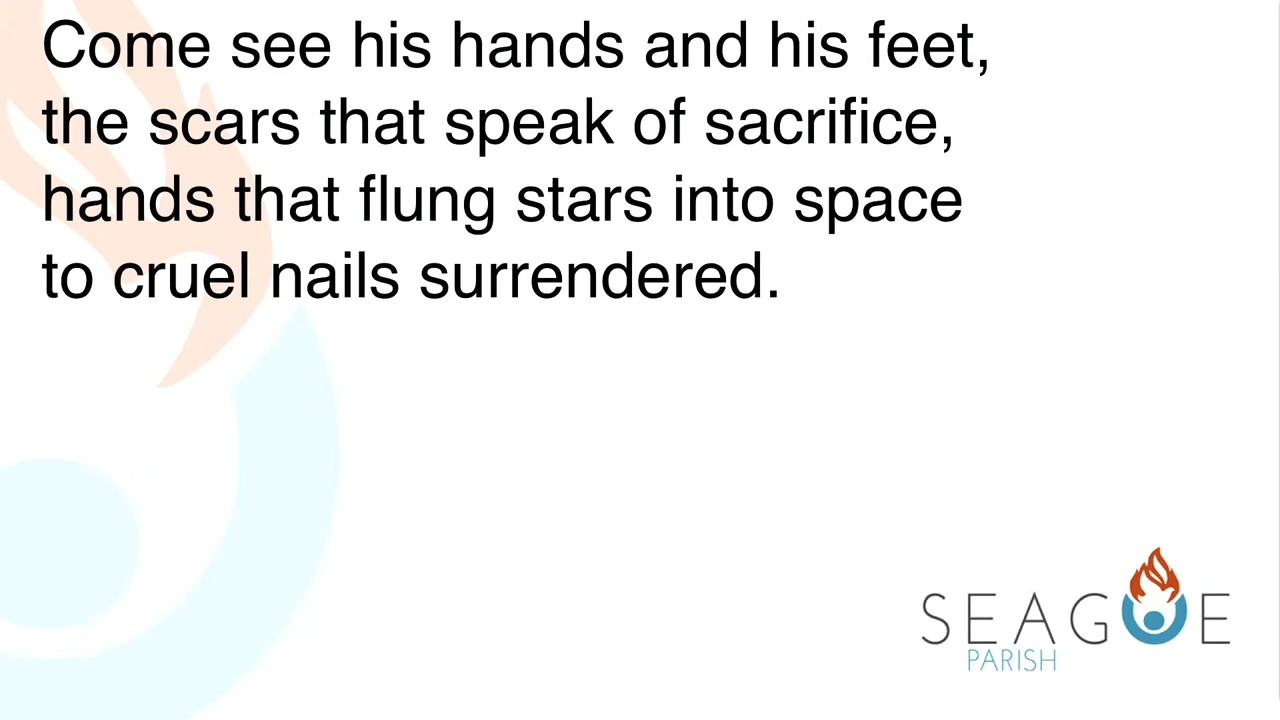 Come see his hands and his feet,
the scars that speak of sacrifice,
hands that flung stars into space
to cruel nails surrendered.
SEAGOE
PARISH